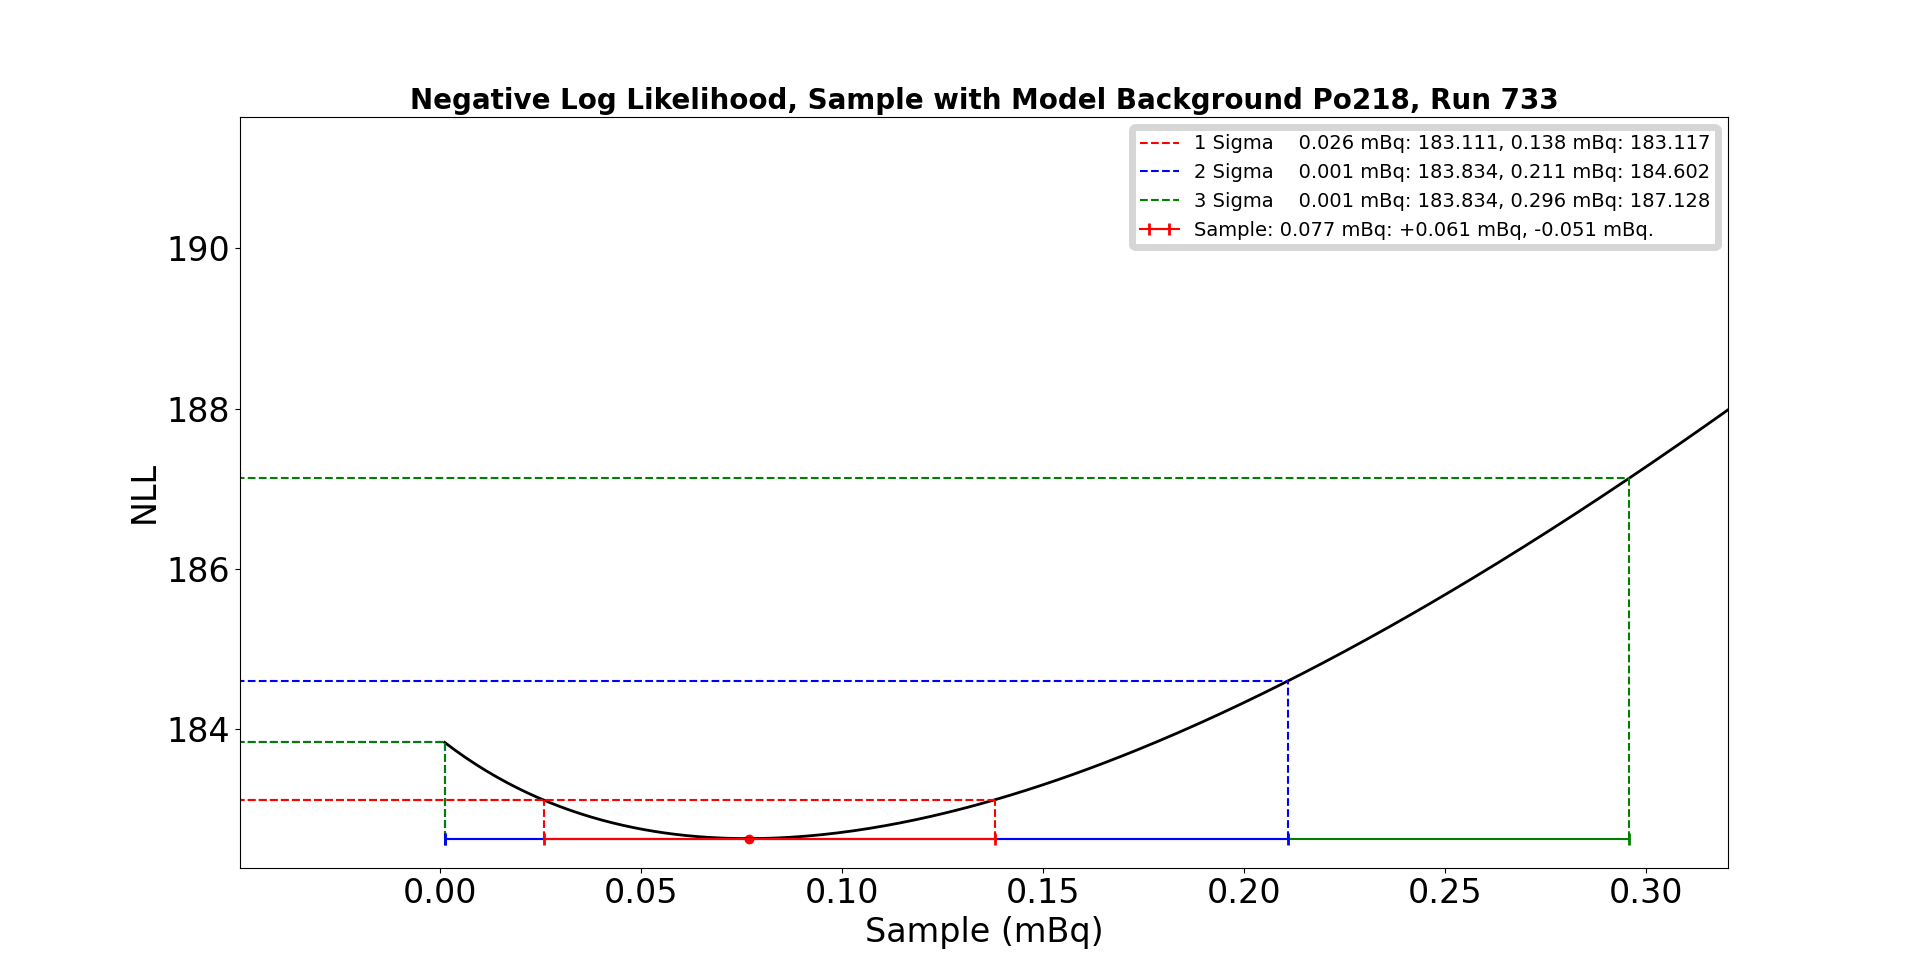 Negative Log Likelihood, Sample with Model Background Po218, Run 733
1 Sigma    0.026 mBq: 183.111, 0.138 mBq: 183.117
2 Sigma    0.001 mBq: 183.834, 0.211 mBq: 184.602
3 Sigma    0.001 mBq: 183.834, 0.296 mBq: 187.128
Sample: 0.077 mBq: +0.061 mBq, -0.051 mBq.
NLL
190
188
186
184
0.00 0.05 0.10 0.15 0.20 0.25 0.30
Sample (mBq)